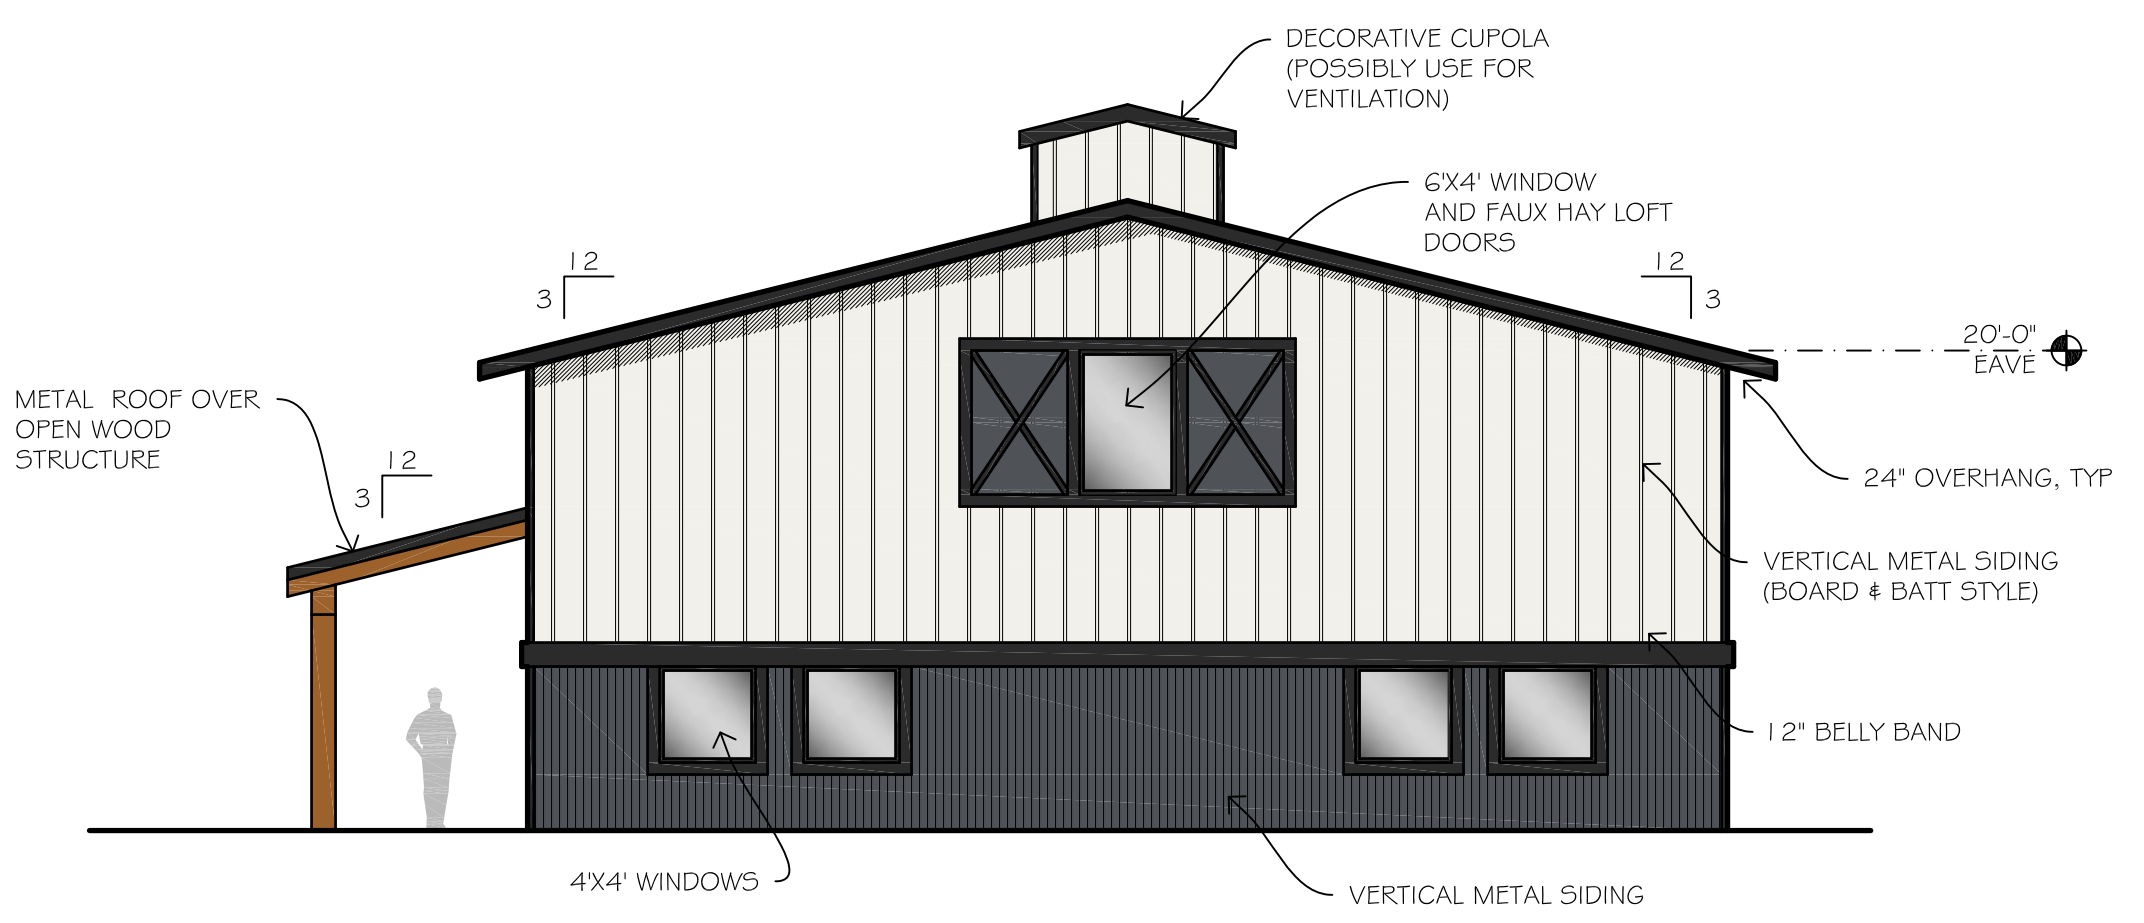 DECORATIVE CUPOLA
(POSSIBLY USE FOR
VENTILATION)
6'X4' WINDOW
AND FAUX HAY LOFT
DOORS
12
3
12
3
20'-0"
EAVE
METAL ROOF OVER
OPEN WOOD
STRUCTURE
12
3
24" OVERHANG, TYP
VERTICAL METAL SIDING
(BOARD & BATT STYLE)
12" BELLY BAND
4'X4' WINDOWS
VERTICAL METAL SIDING